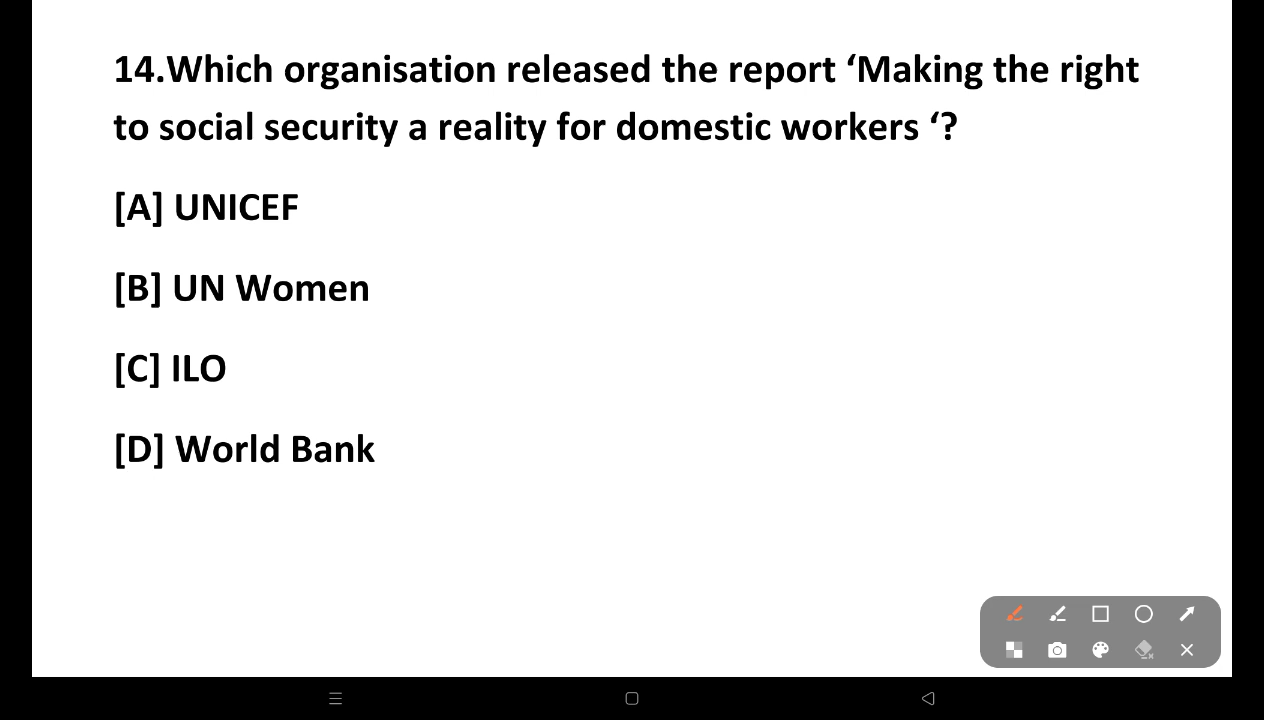 14.Which organisation released the report ‘Making the right
to social security a reality for domestic workers ‘?
[A] UNICEF
[B] UN Women
[C] ILO
[D] World Bank